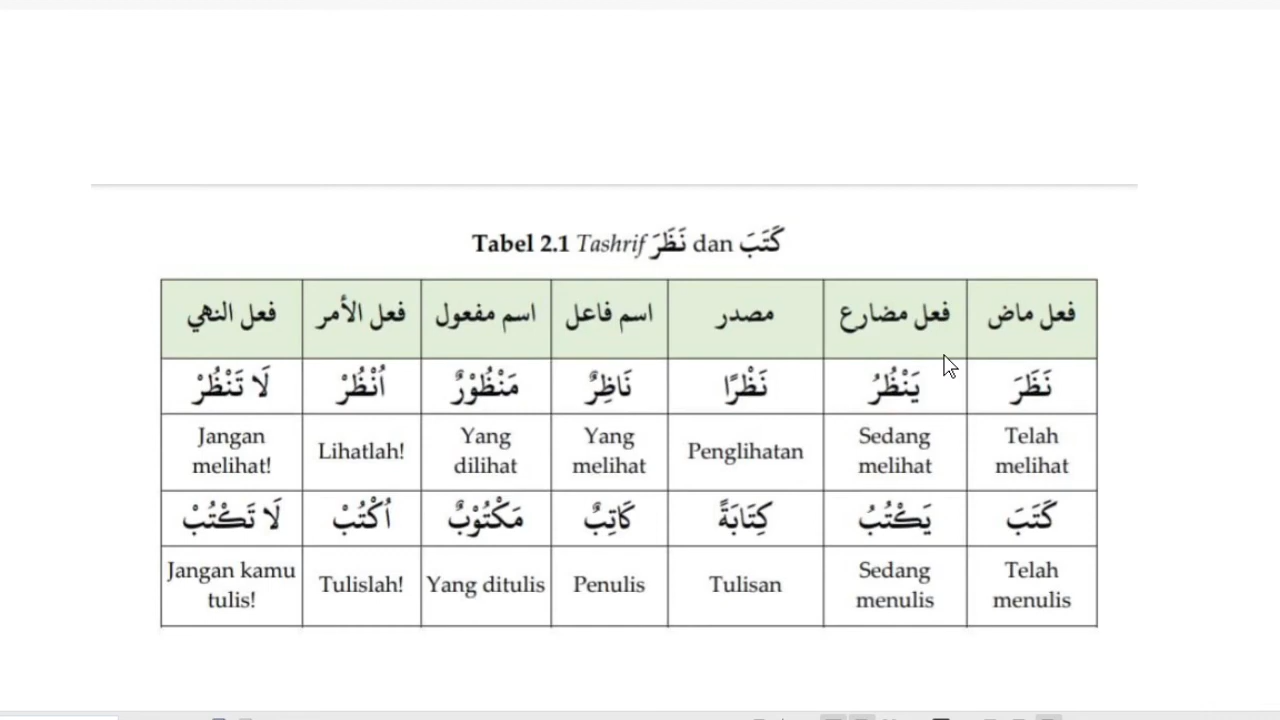 Tabel 2.1 Tashrif نَظَرَ dan كَتَبَ
فعل ماض فعل مضارع مصدر اسم فاعل اسم مفعول فعل الأمر فعل النهي
نَظَرَ يَنْظُرُ نَظْرًا نَاظِرٌ مَنْظُوْرٌ اُنْظُرْ لَا تَنْظُرْ
Telah melihat
Sedang melihat
Penglihatan
Yang melihat
Yang dilihat
Lihatlah!
Jangan melihat!
كَتَبَ يَكْتُبُ كِتَابَةً كَاتِبٌ مَكْتُوْبٌ اُكْتُبْ لَا تَكْتُبْ
Telah menulis
Sedang menulis
Tulisan
Penulis
Yang ditulis
Tulislah!
Jangan kamu tulis!